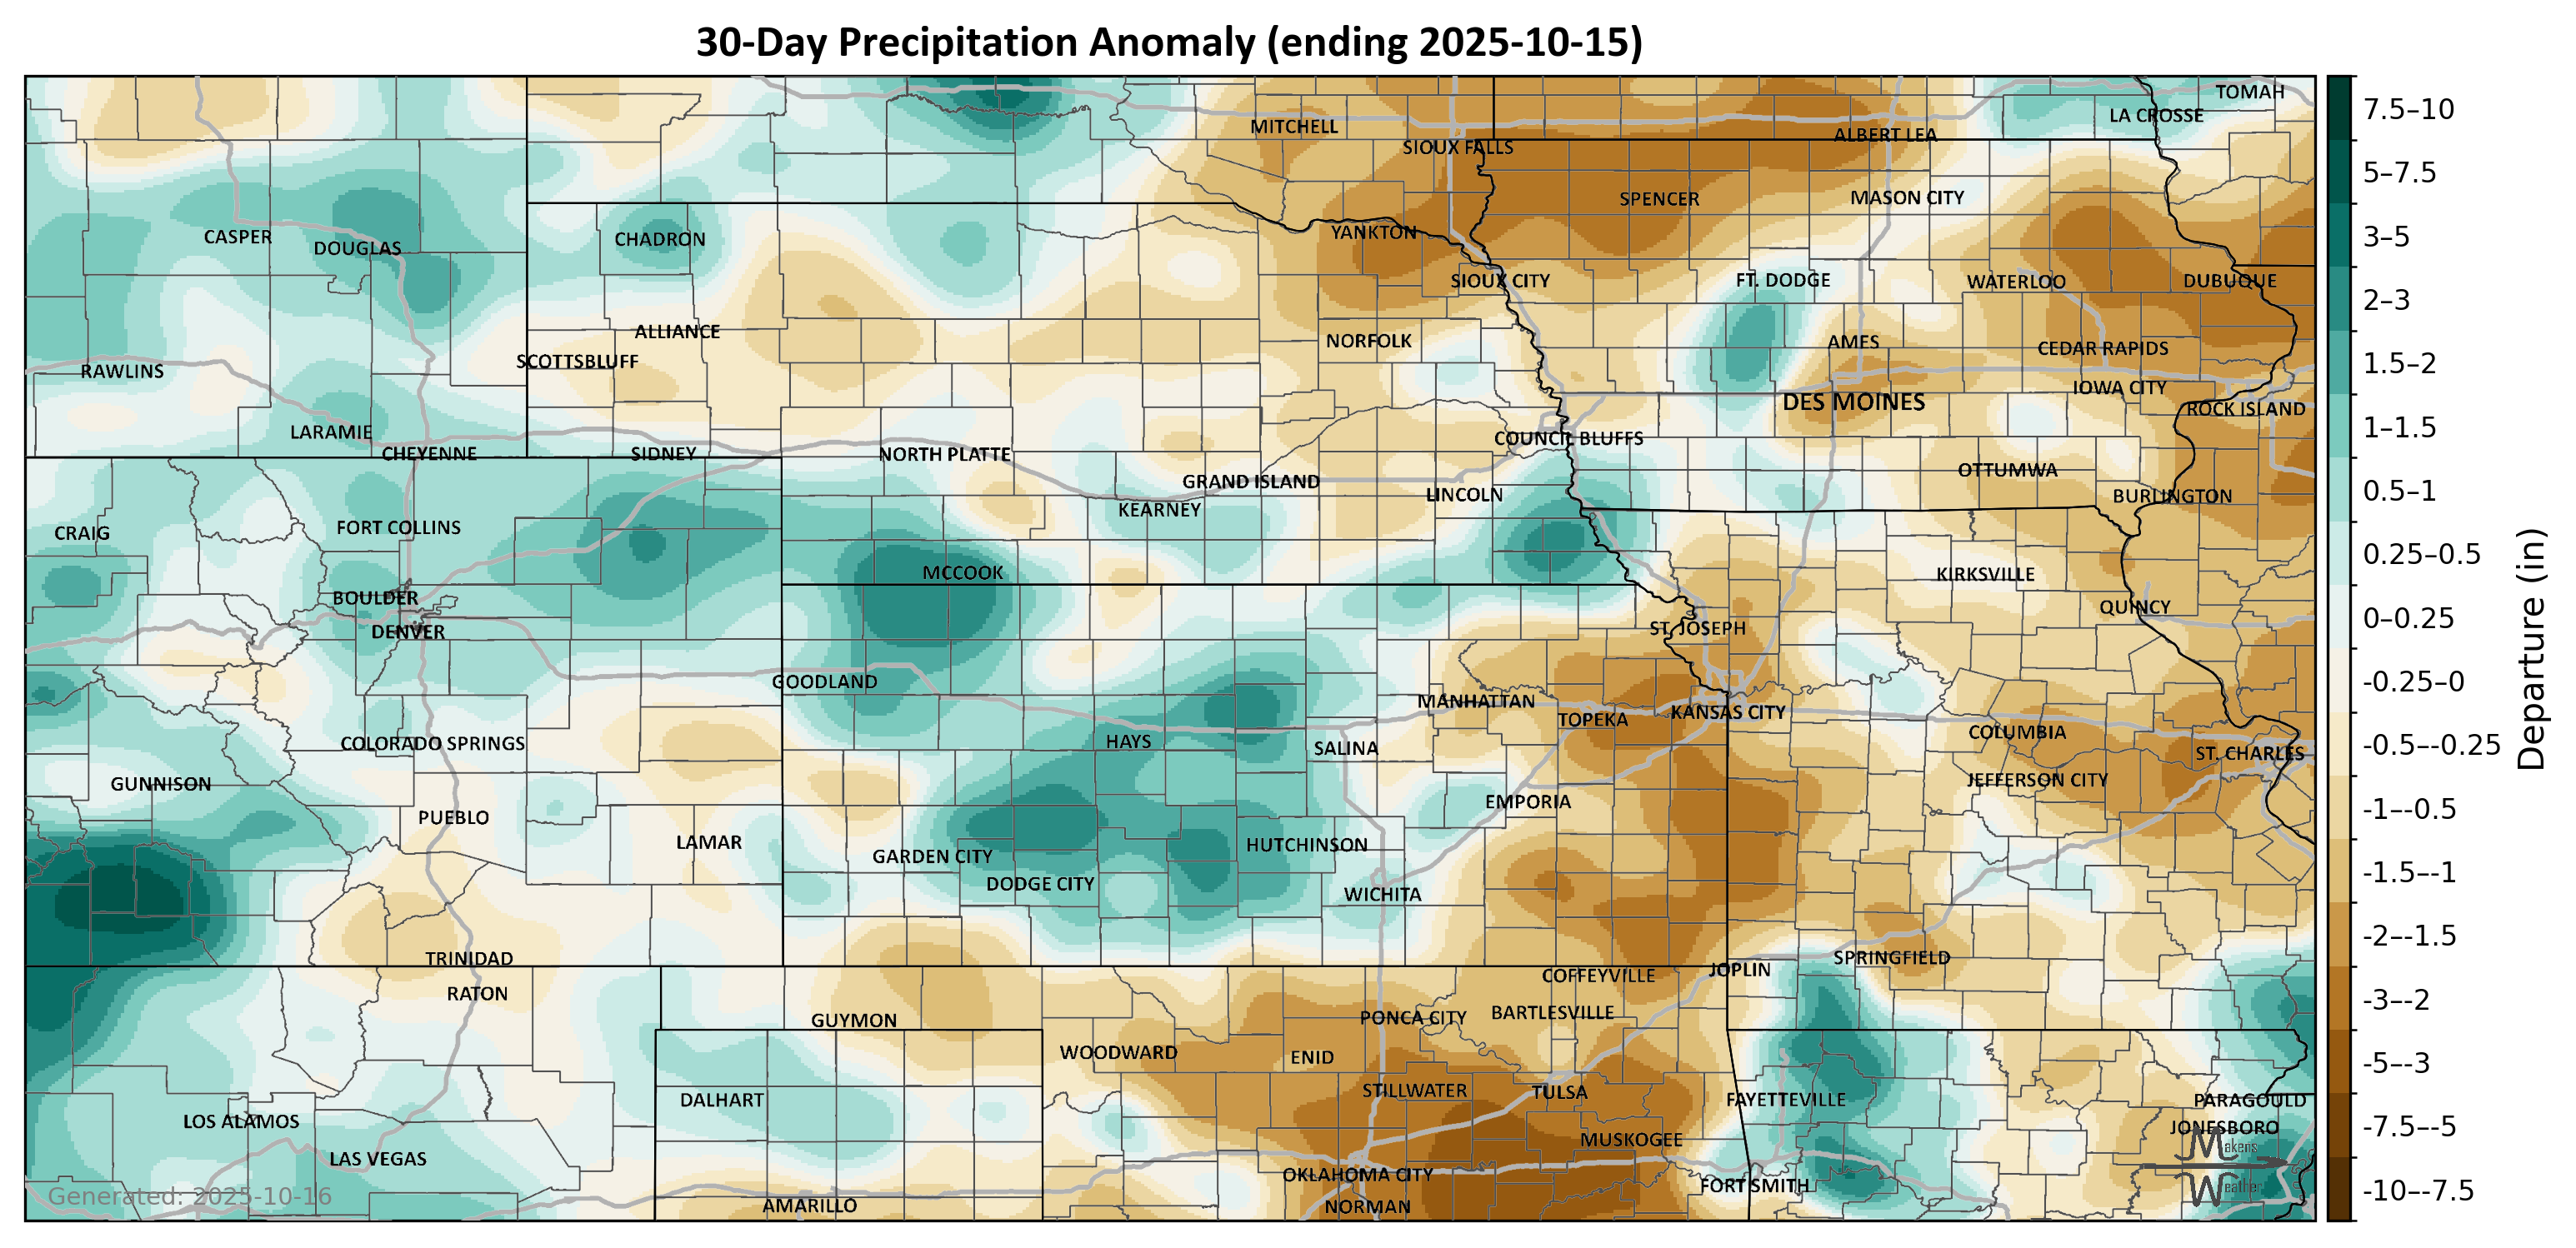 30-Day Precipitation Anomaly (ending 2025-10-15)
TOMAH
LA CROSSE
MITCHELL
ALBERT LEA
SIOUX FALLS
SPENCER
MASON CITY
CASPER
DOUGLAS
CHADRON
YANKTON
SIOUX CITY
FT. DODGE
WATERLOO
DUBUQUE
ALLIANCE
NORFOLK
AMES
CEDAR RAPIDS
SCOTTSBLUFF
RAWLINS
IOWA CITY
DES MOINES
ROCK ISLAND
LARAMIE
COUNCIL BLUFFS
CHEYENNE
SIDNEY
NORTH PLATTE
OTTUMWA
GRAND ISLAND
LINCOLN
BURLINGTON
KEARNEY
CRAIG
FORT COLLINS
MCCOOK
KIRKSVILLE
BOULDER
QUINCY
DENVER
ST. JOSEPH
GOODLAND
MANHATTAN
TOPEKA
KANSAS CITY
COLUMBIA
COLORADO SPRINGS
HAYS
SALINA
ST. CHARLES
GUNNISON
JEFFERSON CITY
EMPORIA
PUEBLO
LAMAR
GARDEN CITY
HUTCHINSON
DODGE CITY
WICHITA
TRINIDAD
SPRINGFIELD
COFFEYVILLE
JOPLIN
RATON
GUYMON
PONCA CITY
BARTLESVILLE
WOODWARD
ENID
STILLWATER
TULSA
DALHART
FAYETTEVILLE
PARAGOULD
LOS ALAMOS
JONESBORO
MUSKOGEE
LAS VEGAS
OKLAHOMA CITY
FORT SMITH
AMARILLO
NORMAN
Generated: 2025-10-16
Makens
Weather
7.5–10
5–7.5
3–5
2–3
1.5–2
1–1.5
0.5–1
0.25–0.5
0–0.25
-0.25–0
-0.5–-0.25
-1–-0.5
-1.5–-1
-2–-1.5
-3–-2
-5–-3
-7.5–-5
-10–-7.5
Departure (in)